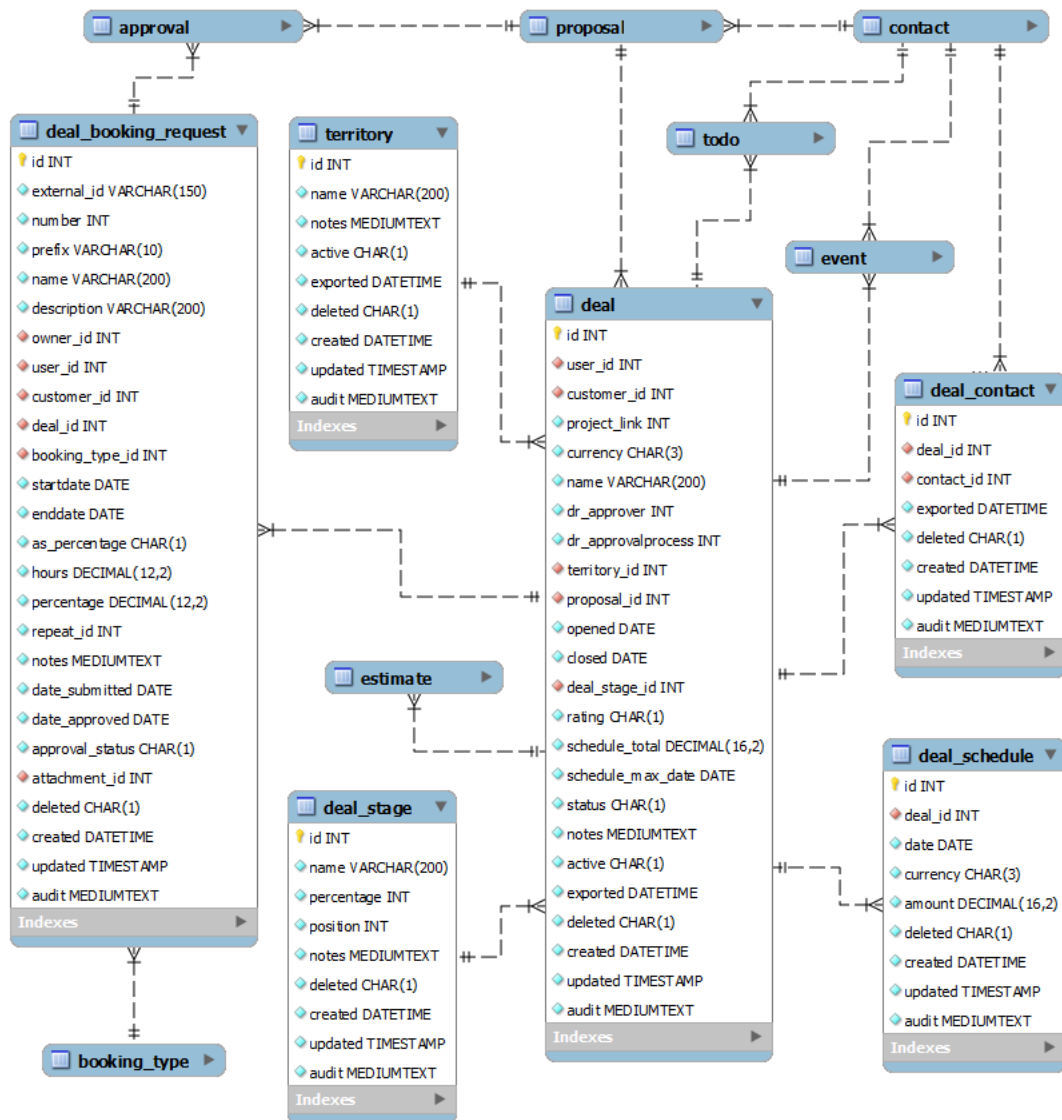 approval
proposal
contact
deal_booking_request
id INT
external_id VARCHAR(150)
number INT
prefix VARCHAR(10)
name VARCHAR(200)
description VARCHAR(200)
owner_id INT
user_id INT
customer_id INT
deal_id INT
booking_type_id INT
startdate DATE
enddate DATE
as_percentage CHAR(1)
hours DECIMAL(12,2)
percentage DECIMAL(12,2)
repeat_id INT
notes MEDIUMTEXT
date_submitted DATE
date_approved DATE
approval_status CHAR(1)
attachment_id INT
deleted CHAR(1)
created DATETIME
updated TIMESTAMP
audit MEDIUMTEXT
Indexes
booking_type
territory
id INT
name VARCHAR(200)
notes MEDIUMTEXT
active CHAR(1)
exported DATETIME
deleted CHAR(1)
created DATETIME
updated TIMESTAMP
audit MEDIUMTEXT
Indexes
estimate
deal_stage
id INT
name VARCHAR(200)
percentage INT
position INT
notes MEDIUMTEXT
deleted CHAR(1)
created DATETIME
updated TIMESTAMP
audit MEDIUMTEXT
Indexes
todo
event
deal
id INT
user_id INT
customer_id INT
project_link INT
currency CHAR(3)
name VARCHAR(200)
dr_approver INT
dr_approvalprocess INT
territory_id INT
proposal_id INT
opened DATE
closed DATE
deal_stage_id INT
rating CHAR(1)
schedule_total DECIMAL(16,2)
schedule_max_date DATE
status CHAR(1)
notes MEDIUMTEXT
active CHAR(1)
exported DATETIME
deleted CHAR(1)
created DATETIME
updated TIMESTAMP
audit MEDIUMTEXT
Indexes
deal_contact
id INT
deal_id INT
contact_id INT
exported DATETIME
deleted CHAR(1)
created DATETIME
updated TIMESTAMP
audit MEDIUMTEXT
Indexes
deal_schedule
id INT
deal_id INT
date DATE
currency CHAR(3)
amount DECIMAL(16,2)
deleted CHAR(1)
created DATETIME
updated TIMESTAMP
audit MEDIUMTEXT
Indexes